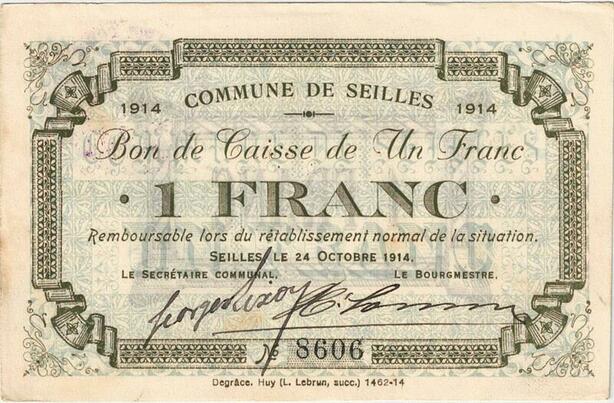 COMMUNE DE SEILLES
1914 1914
Bon de Caisse de Un Franc
· 1 FRANC ·
Remboursable lors du rétablissement normal de la situation.
SEILLES, LE 24 OCTOBRE 1914.
LE SECRÉTAIRE COMMUNAL, LE BOURGMESTRE,
№ 8606
Degrâce, Huy (L. Lebrun, succ.) 1462-14